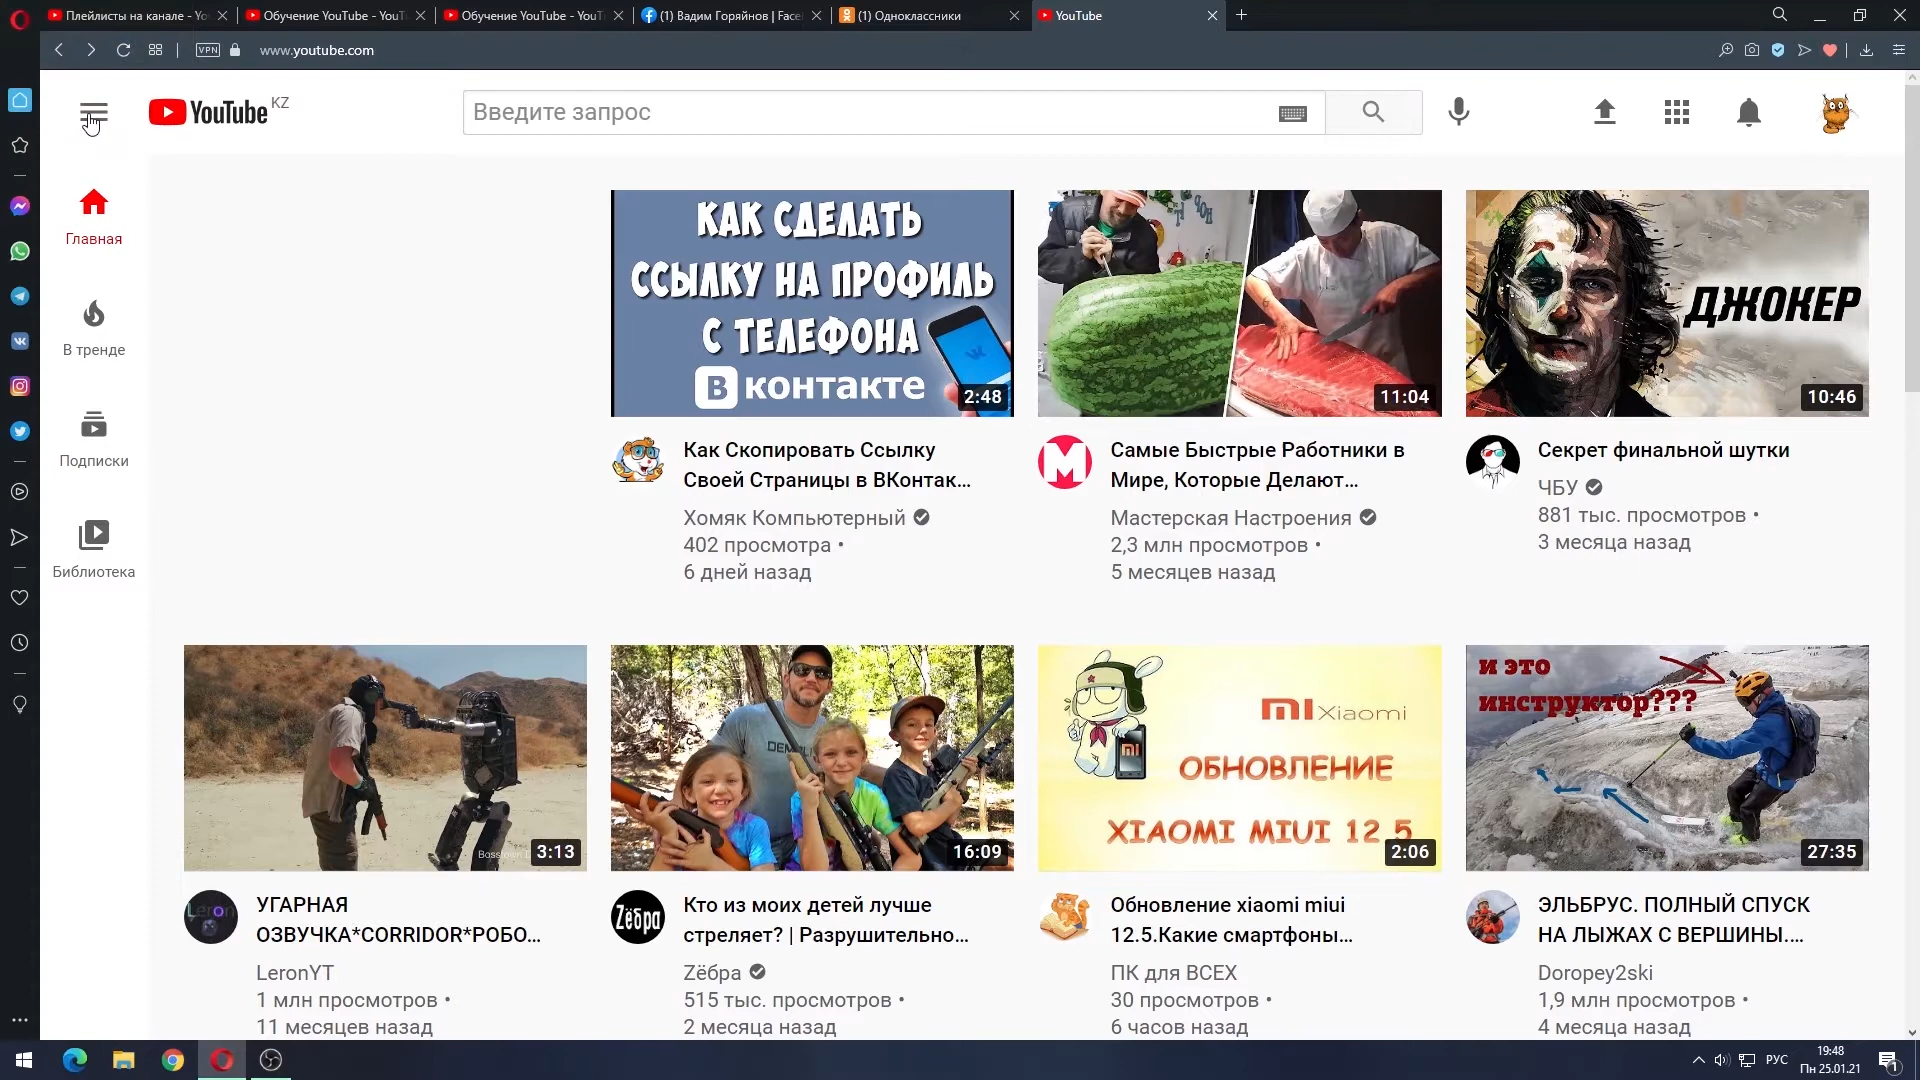 Плейлисты на канале - Yo
Обучение YouTube - YouT
Обучение YouTube - YouT
(1) Вадим Горяйнов | Face
(1) Одноклассники
YouTube
VPN
www.youtube.com
YouTube KZ
Введите запрос
Главная
В тренде
Подписки
Библиотека
КАК СДЕЛАТЬ
ССЫЛКУ НА ПРОФИЛЬ
С ТЕЛЕФОНА
В контакте
2:48
11:04
ДЖОКЕР
10:46
Как Скопировать Ссылку
Своей Страницы в ВКонтак...
Хомяк Компьютерный
402 просмотра •
6 дней назад
Самые Быстрые Работники в
Мире, Которые Делают...
Мастерская Настроения
2,3 млн просмотров •
5 месяцев назад
Секрет финальной шутки
ЧБУ
881 тыс. просмотров •
3 месяца назад
3:13
16:09
MI Xiaomi
ОБНОВЛЕНИЕ
XIAOMI MIUI 12.5
2:06
И ЭТО
ИНСТРУКТОР???
27:35
Leron
УГАРНАЯ
ОЗВУЧКА*CORRIDOR*РОБО...
LeronYT
1 млн просмотров •
11 месяцев назад
Zёбра
Кто из моих детей лучше
стреляет? | Разрушительно...
Zёбра
515 тыс. просмотров •
2 месяца назад
Обновление xiaomi miui
12.5.Какие смартфоны...
ПК для ВСЕХ
30 просмотров •
6 часов назад
ЭЛЬБРУС. ПОЛНЫЙ СПУСК
НА ЛЫЖАХ С ВЕРШИНЫ....
Doropey2ski
1,9 млн просмотров •
4 месяца назад
РУС
19:48
Пн 25.01.21
1